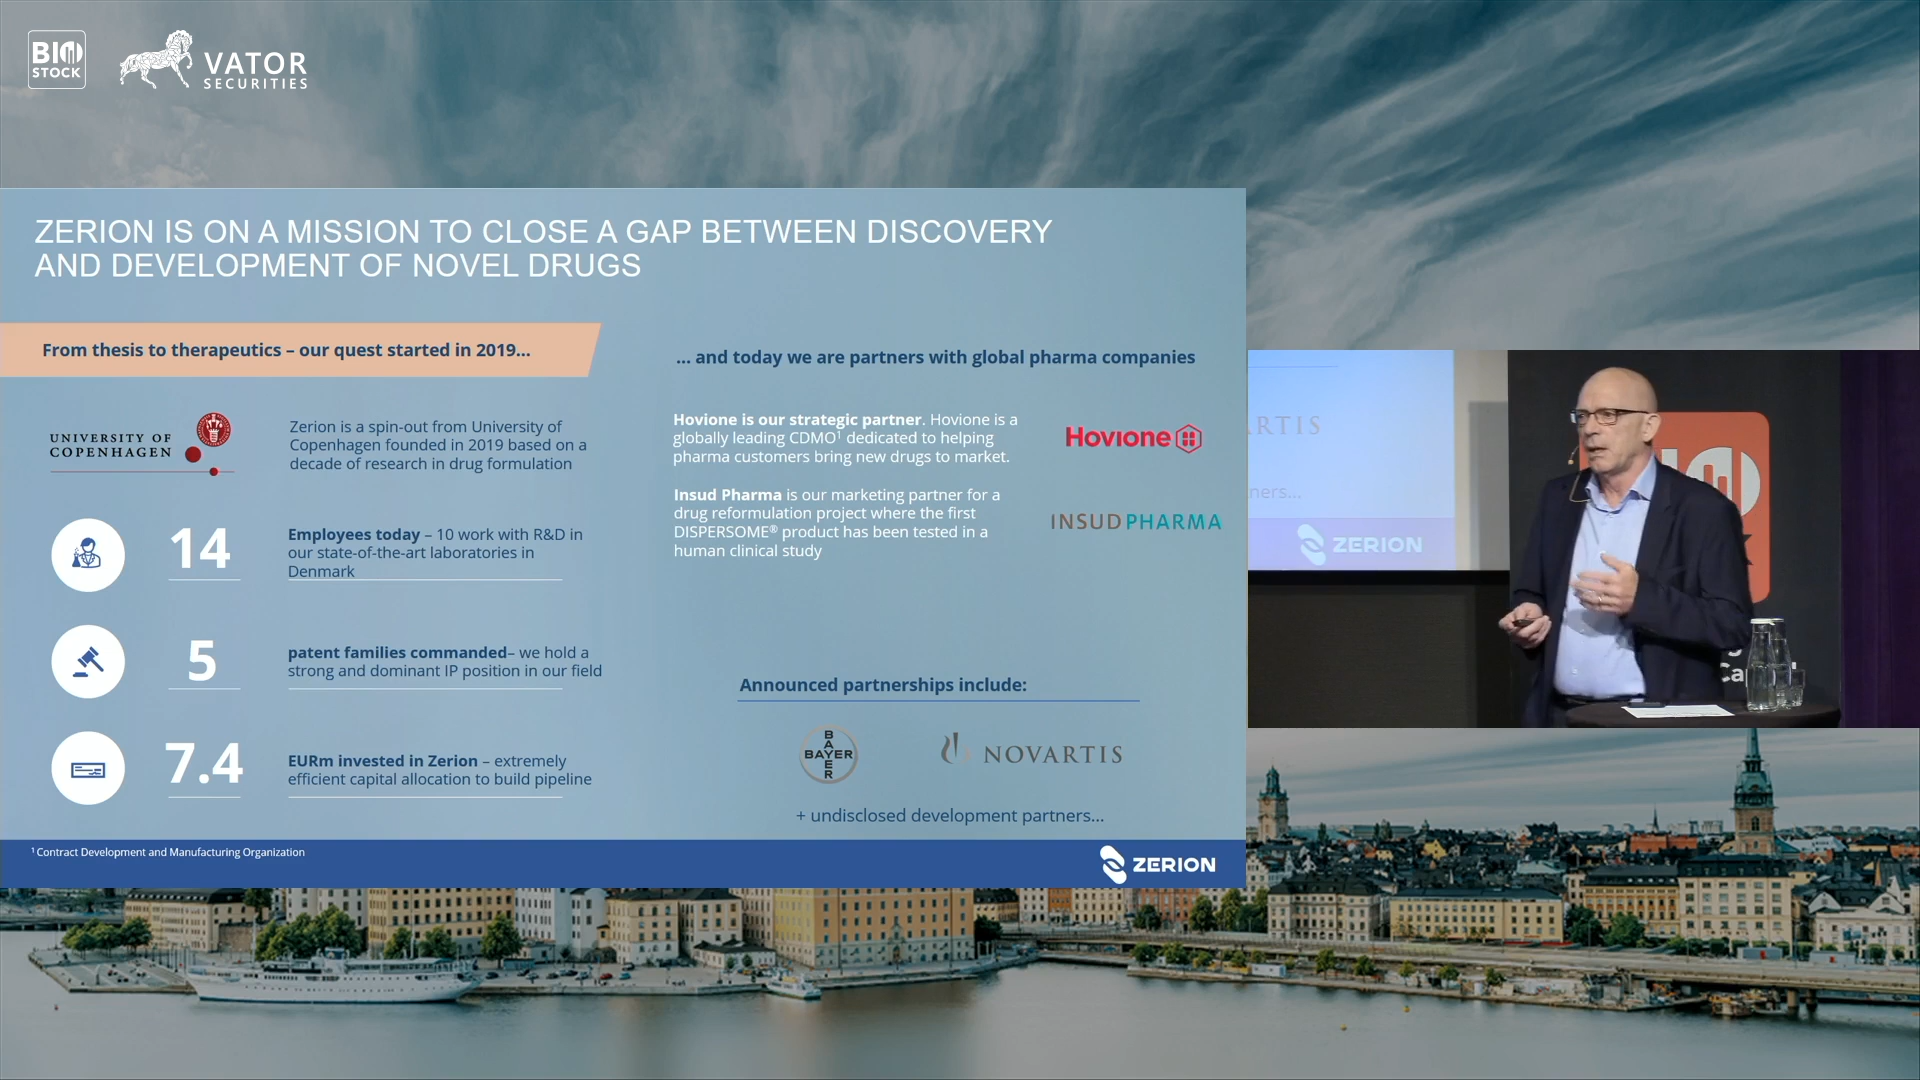 BIO
STOCK
VATOR
SECURITIES
ZERION IS ON A MISSION TO CLOSE A GAP BETWEEN DISCOVERY
AND DEVELOPMENT OF NOVEL DRUGS
From thesis to therapeutics – our quest started in 2019...
UNIVERSITY OF
COPENHAGEN
Zerion is a spin-out from University of
Copenhagen founded in 2019 based on a
decade of research in drug formulation
14
Employees today – 10 work with R&D in
our state-of-the-art laboratories in
Denmark
5
patent families commanded– we hold a
strong and dominant IP position in our field
7.4
EURm invested in Zerion – extremely
efficient capital allocation to build pipeline
... and today we are partners with global pharma companies
Hovione is our strategic partner. Hovione is a
globally leading CDMO¹ dedicated to helping
pharma customers bring new drugs to market.
Hovione
Insud Pharma is our marketing partner for a
drug reformulation project where the first
DISPERSOME® product has been tested in a
human clinical study
INSUDPHARMA
Announced partnerships include:
BAYER
BAYER
NOVARTIS
+ undisclosed development partners...
¹ Contract Development and Manufacturing Organization
ZERION
ARTIS
ners...
ZERION
Ca